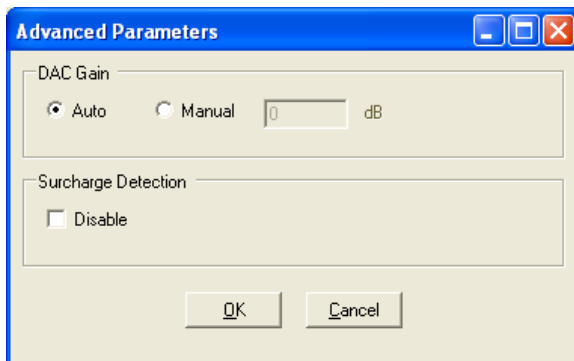 Advanced Parameters
DAC Gain
Auto Manual 0 dB
Surcharge Detection
Disable
OK Cancel